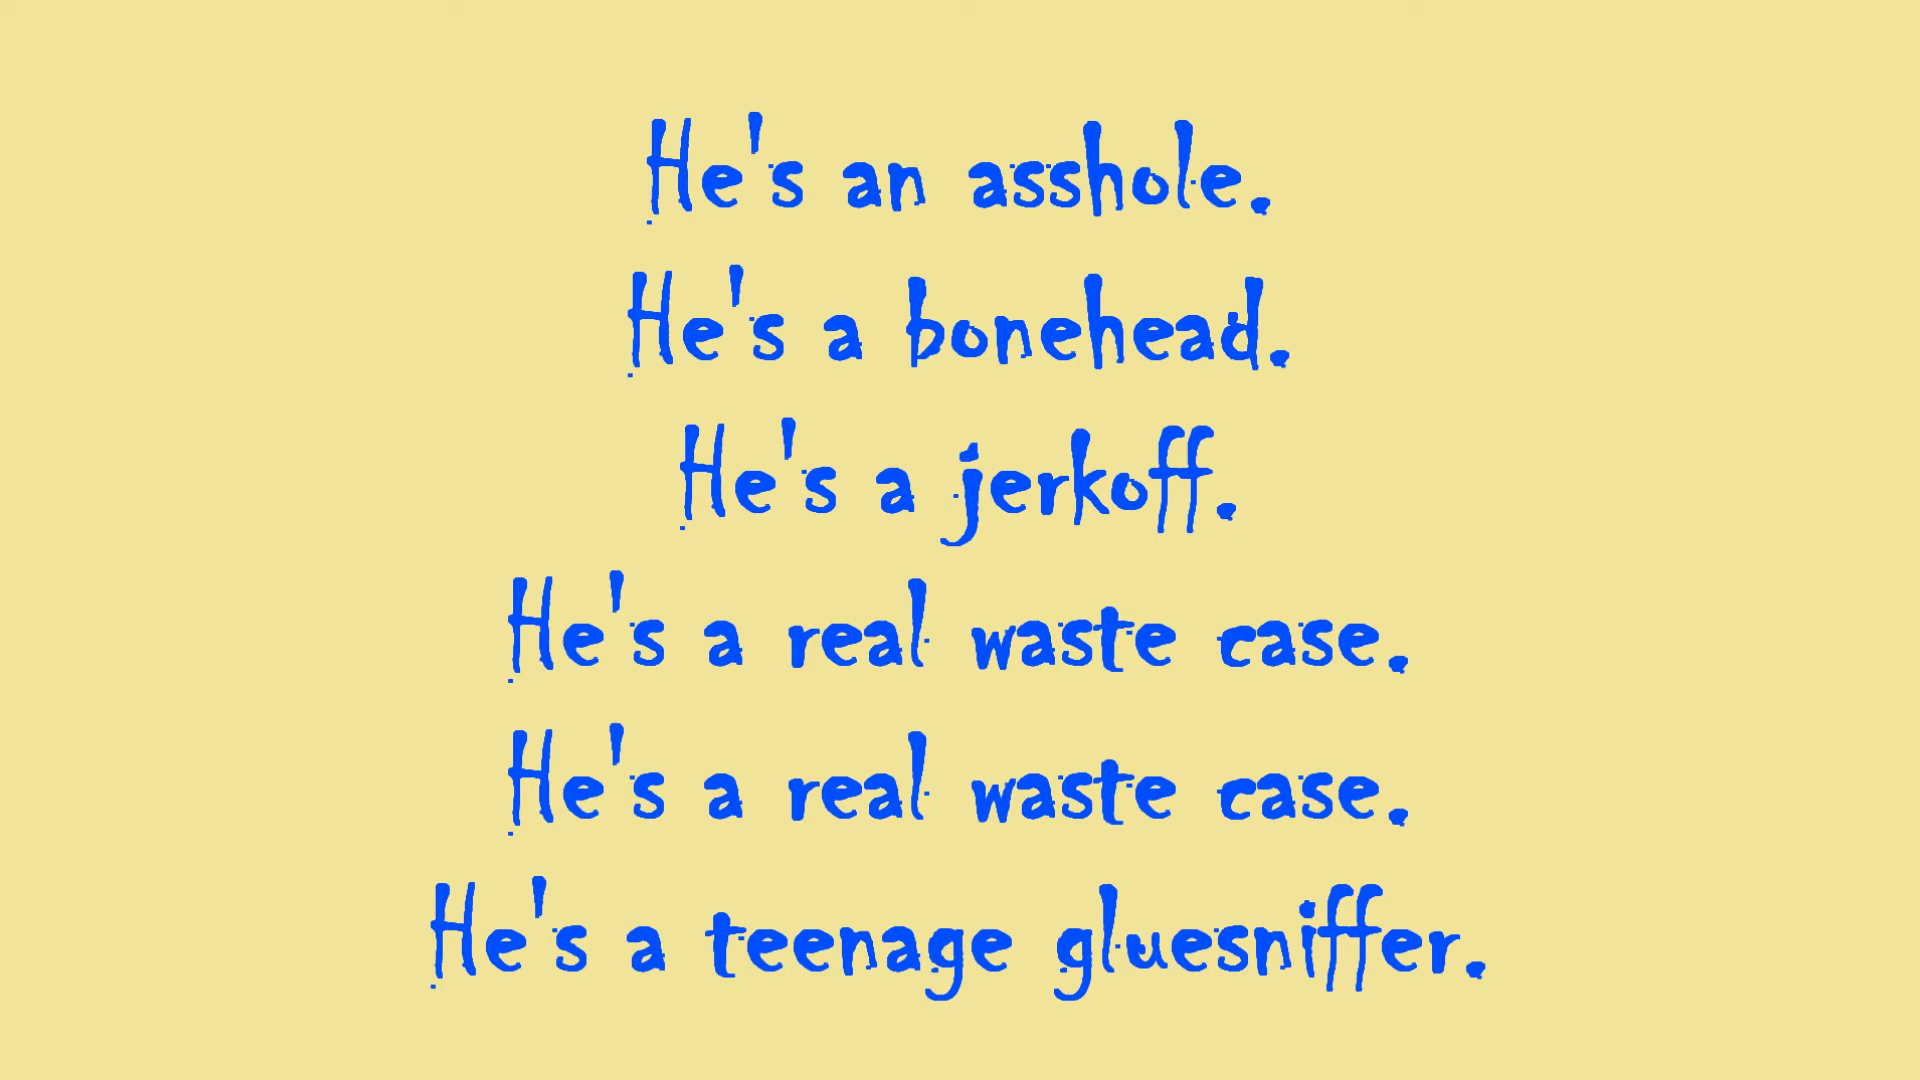 He's an asshole.
He's a bonehead.
He's a jerkoff.
He's a real waste case.
He's a real waste case.
He's a teenage gluesniffer.